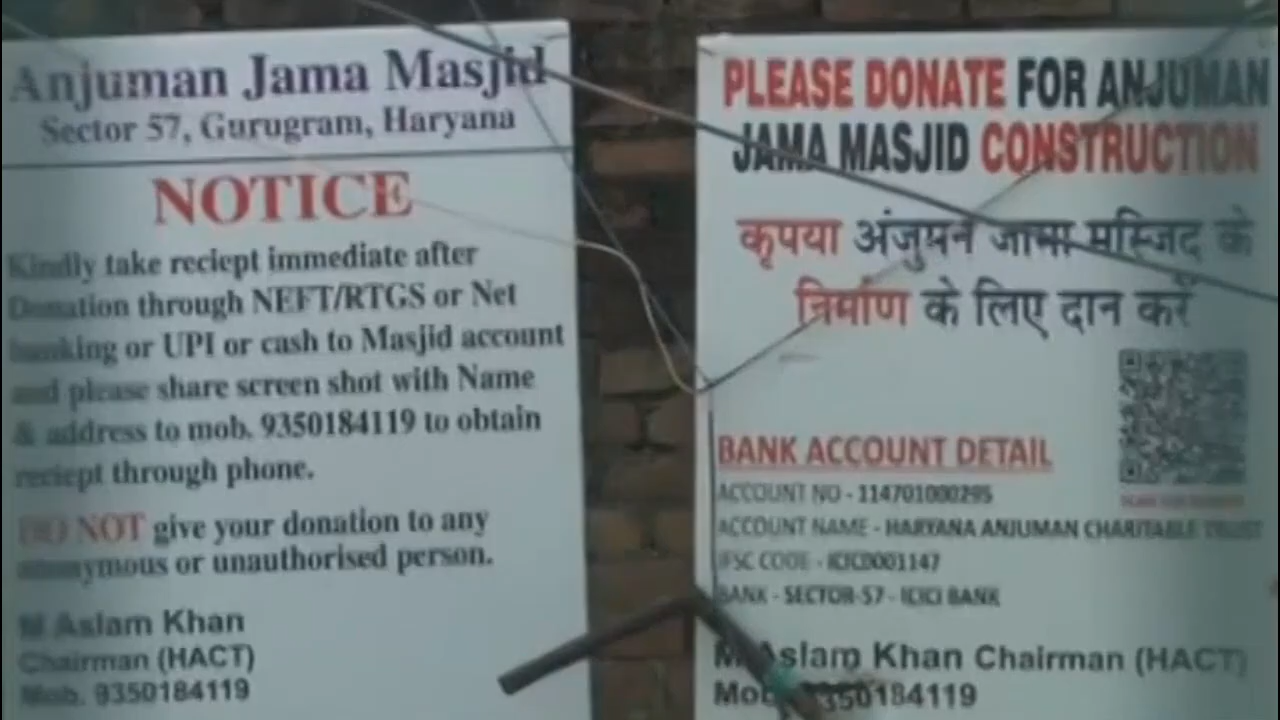 Anjuman Jama Masjid
Sector 57, Gurugram, Haryana
NOTICE
Kindly take reciept immediate after
Donation through NEFT/RTGS or Net
banking or UPI or cash to Masjid account
and please share screen shot with Name
& address to mob. 9350184119 to obtain
reciept through phone.
DO NOT give your donation to any
anonymous or unauthorised person.
M Aslam Khan
Chairman (HACT)
Mob. 9350184119
PLEASE DONATE FOR ANJUMAN
JAMA MASJID CONSTRUCTION
कृपया अंजुमन जामा मस्जिद के
निर्माण के लिए दान करें
BANK ACCOUNT DETAIL
ACCOUNT NO - 114701000295
ACCOUNT NAME - HARYANA ANJUMAN CHARITABLE TRUST
IFSC CODE - ICIC0001147
BANK - SECTOR-57 - ICICI BANK
M Aslam Khan Chairman (HACT)
Mob. 9350184119